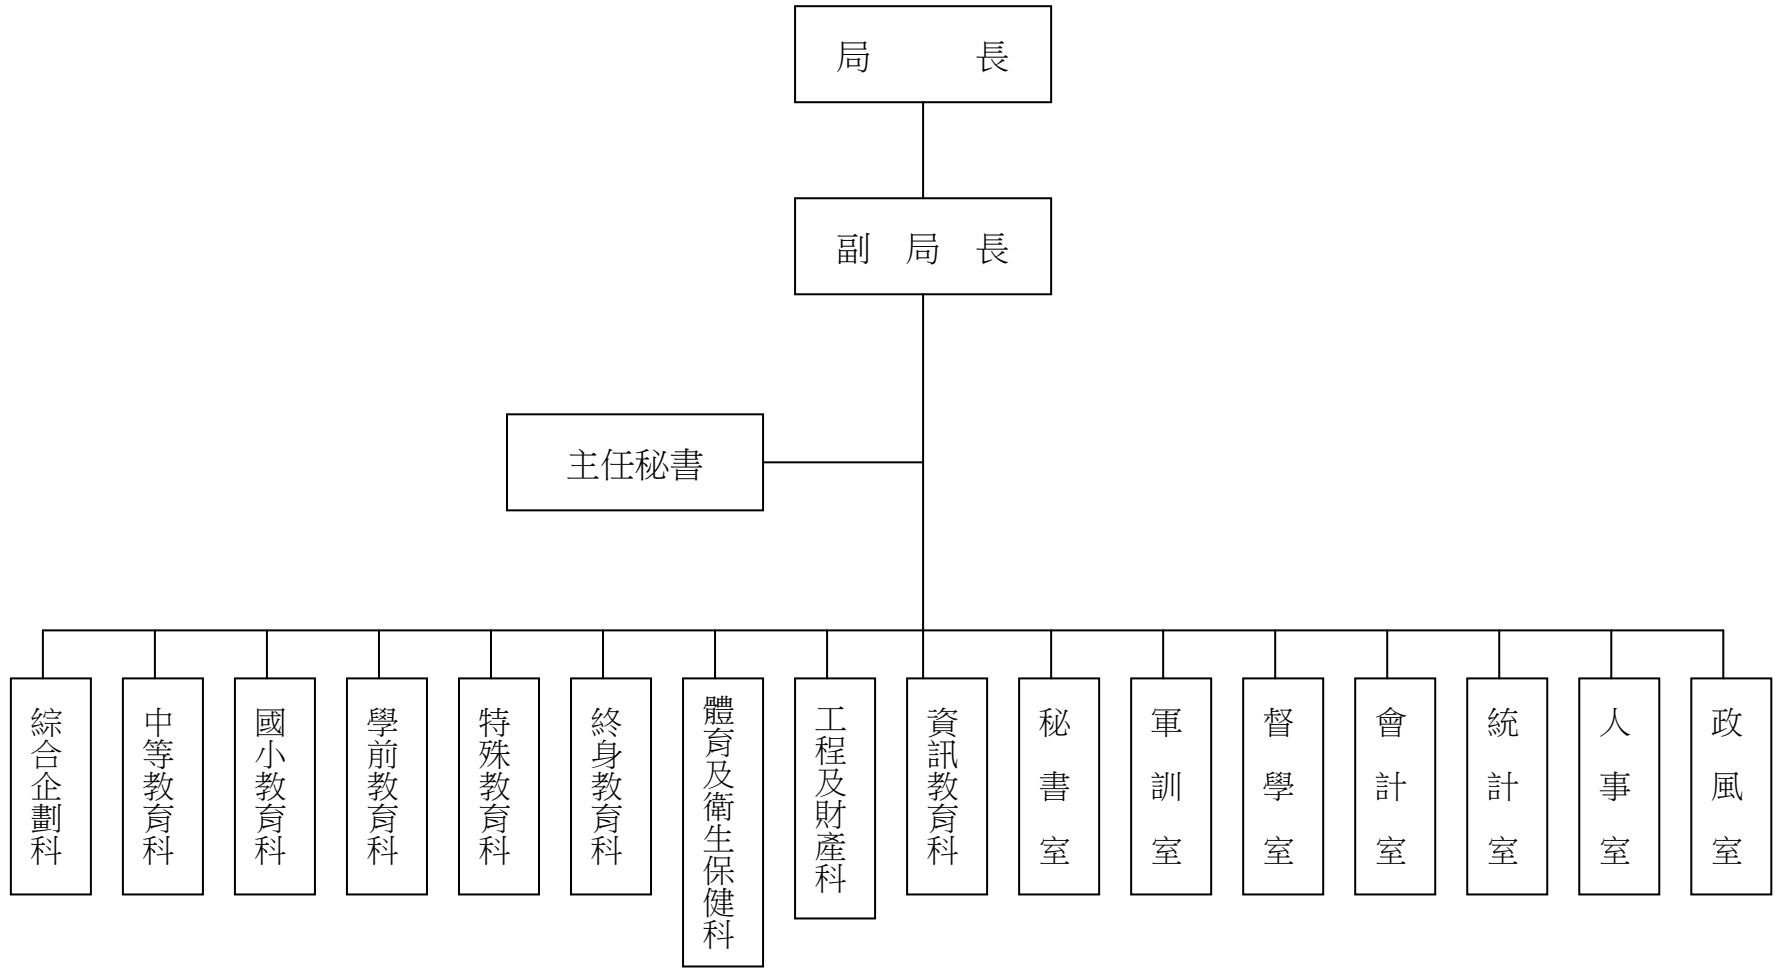 局長
副局長
主任秘書
綜合企劃科
中等教育科
國小教育科
學前教育科
特殊教育科
終身教育科
體育及衛生保健科
工程及財產科
資訊教育科
秘書室
軍訓室
督學室
會計室
統計室
人事室
政風室